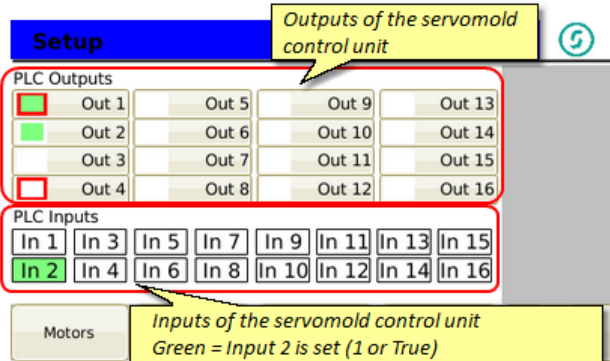 Outputs of the servomold
control unit
Setup
PLC Outputs
Out 1 Out 5 Out 9 Out 13
Out 2 Out 6 Out 10 Out 14
Out 3 Out 7 Out 11 Out 15
Out 4 Out 8 Out 12 Out 16
PLC Inputs
In 1 In 3 In 5 In 7 In 9 In 11 In 13 In 15
In 2 In 4 In 6 In 8 In 10 In 12 In 14 In 16
Motors
Inputs of the servomold control unit
Green = Input 2 is set (1 or True)